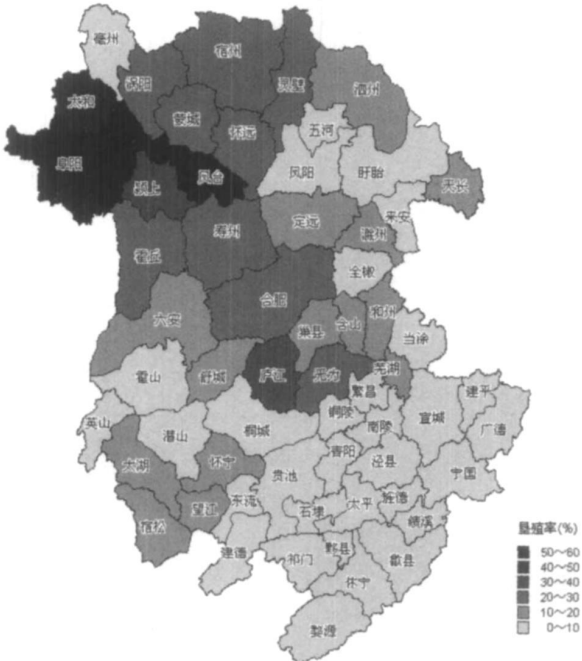 亳州
宿州
涡阳
灵璧
泗州
太和
蒙城
怀远
五河
阜阳
凤台
凤阳
盱眙
颍上
天长
来安
寿州
定远
滁州
霍丘
全椒
合肥
六安
巢县
含山
和州
当涂
霍山
舒城
庐江
无为
芜湖
繁昌
建平
英山
铜陵
宣城
潜山
桐城
南陵
广德
青阳
太湖
怀宁
泾县
宁国
贵池
望江
东流
太平
旌德
石埭
宿松
绩溪
建德
祁门
黟县
歙县
怀宁
婺源
垦殖率(%)
50～60
40～50
30～40
20～30
10～20
0～10